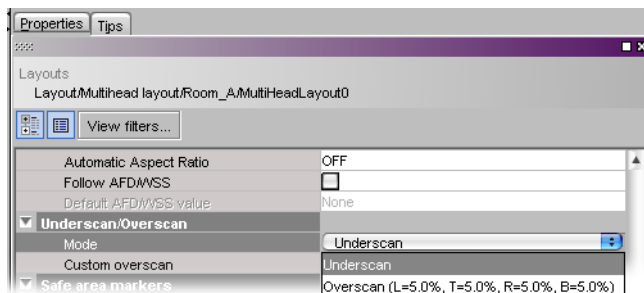 Properties Tips
Layouts
Layout/Multihead layout/Room_A/MultiHeadLayout0
View filters...
Automatic Aspect Ratio OFF
Follow AFD/WSS
Default AFD/WSS value None
Underscan/Overscan
Mode Underscan
Custom overscan Underscan
Safe area markers Overscan (L=5.0%, T=5.0%, R=5.0%, B=5.0%)